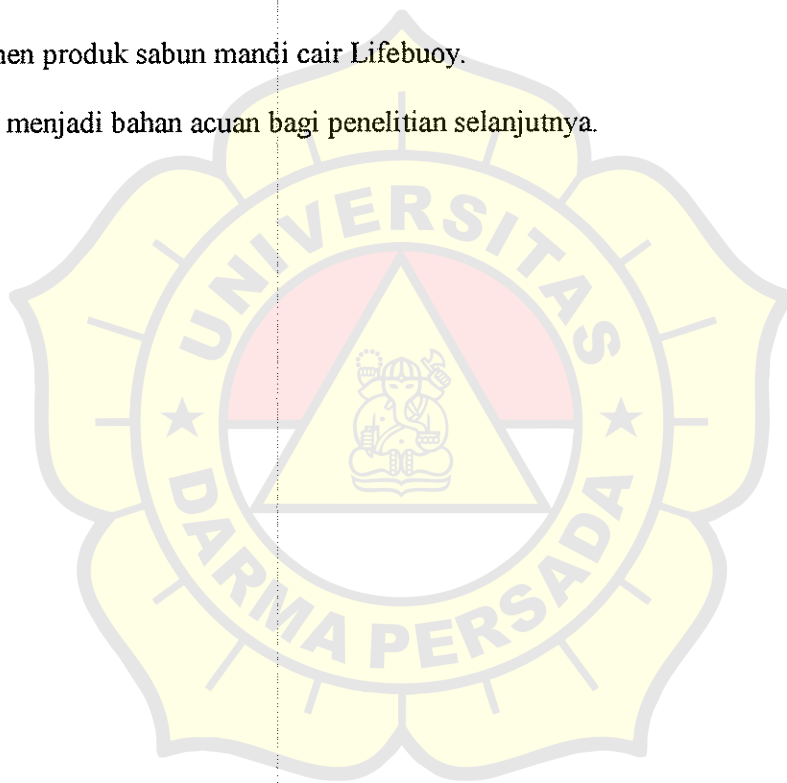 nen produk sabun mandi cair Lifebuoy.
menjadi bahan acuan bagi penelitian selanjutnya.
UNIVERSITAS
DARMA PERSADA